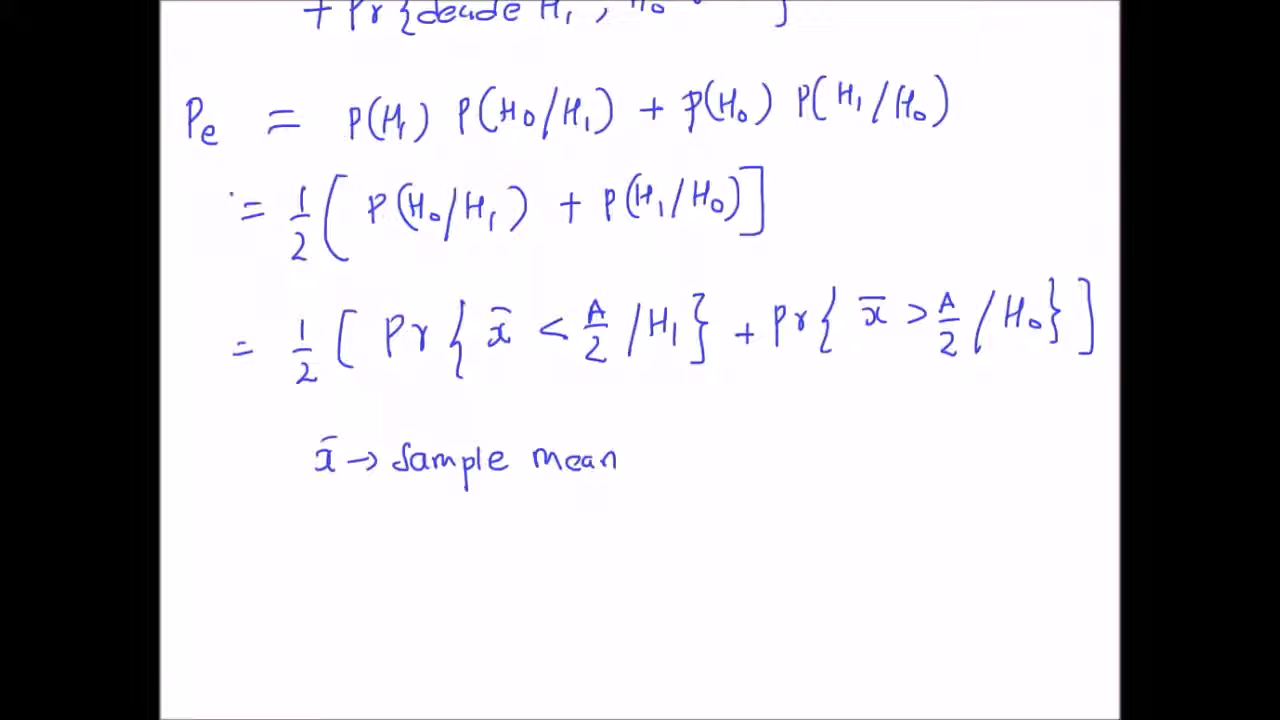 + Pr{decide H₁, H₀ }
Pe = P(H₁) P(H₀/H₁) + P(H₀) P(H₁/H₀)
= 1/2 [ P(H₀/H₁) + P(H₁/H₀) ]
= 1/2 [ Pr{ x̄ < A/2 / H₁ } + Pr{ x̄ > A/2 / H₀ } ]
x̄ → Sample mean